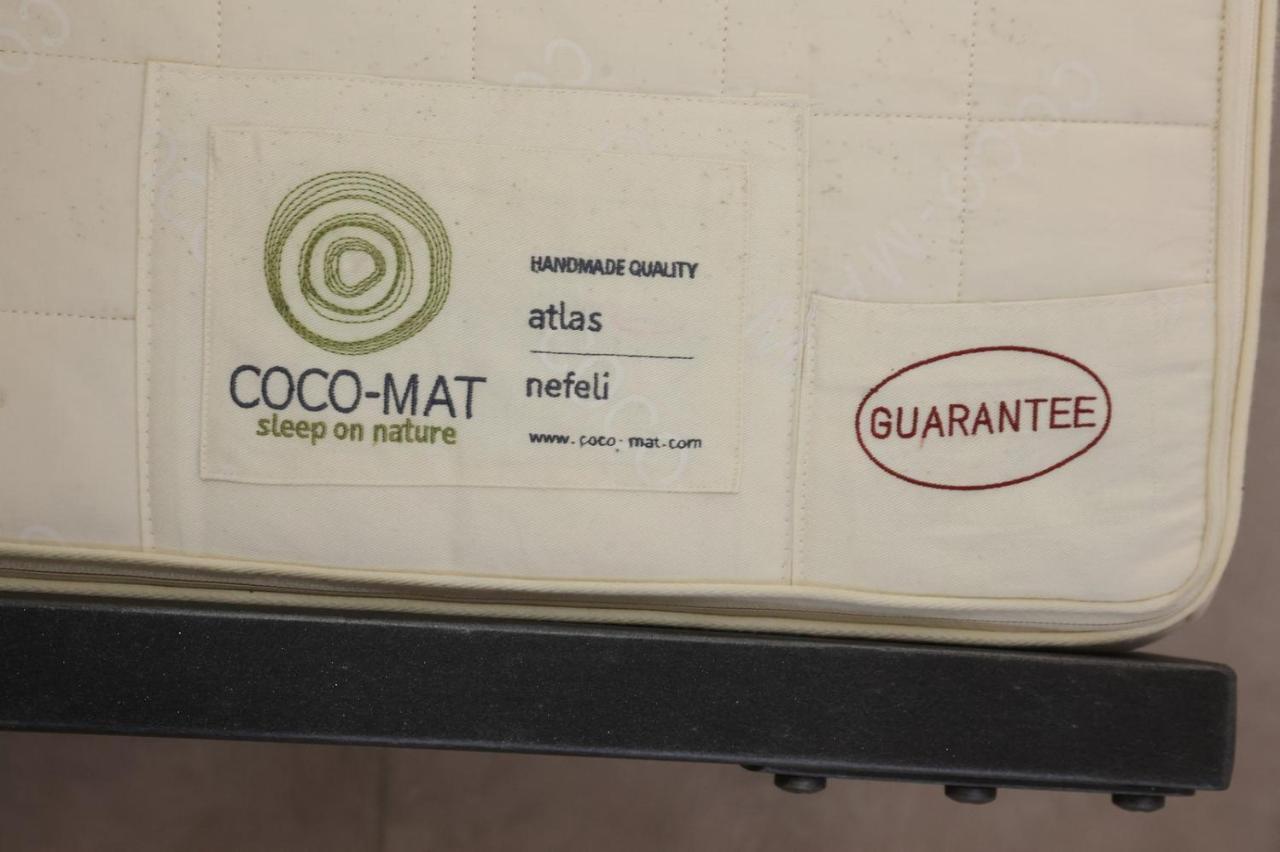 COCO-MAT
sleep on nature
HANDMADE QUALITY
atlas
nefeli
www.coco-mat.com
GUARANTEE